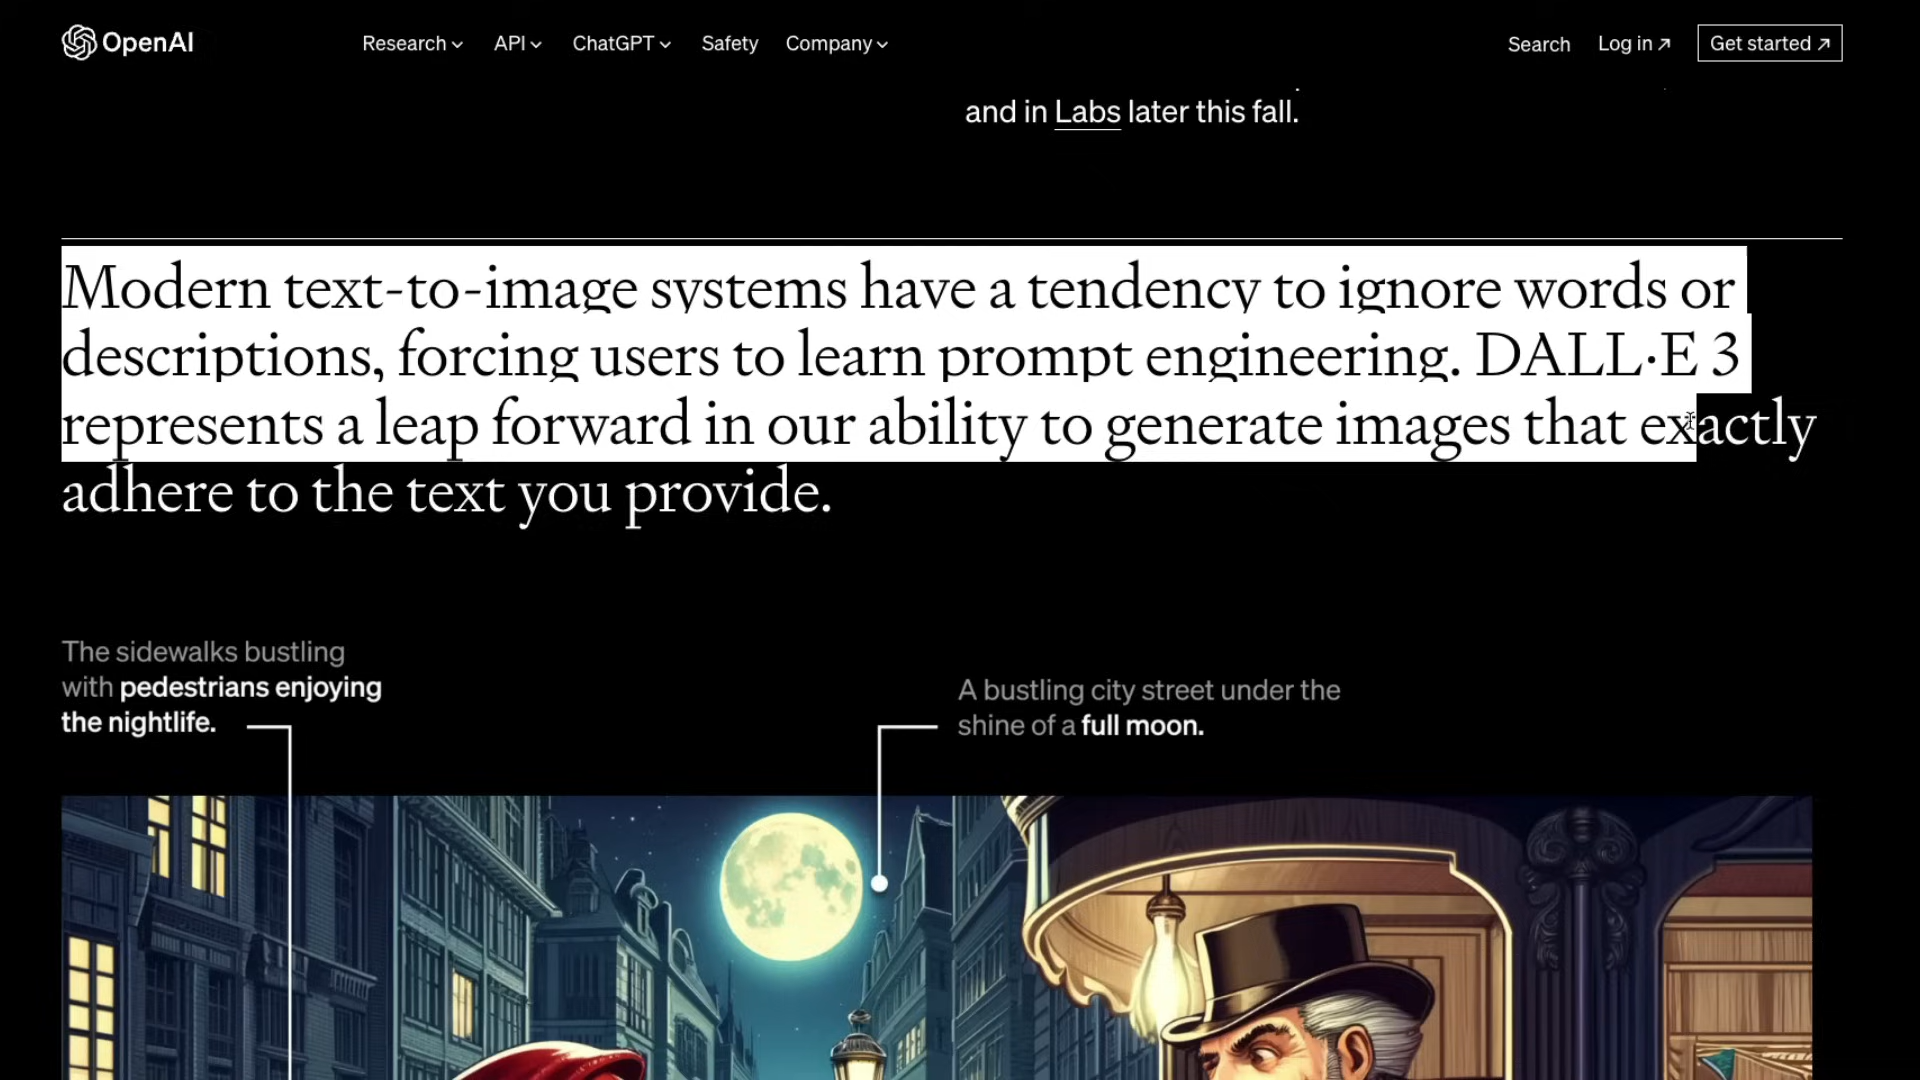 OpenAI
Research API ChatGPT Safety Company Search Log in Get started
and in Labs later this fall.
Modern text-to-image systems have a tendency to ignore words or
descriptions, forcing users to learn prompt engineering. DALL·E 3
represents a leap forward in our ability to generate images that exactly
adhere to the text you provide.
The sidewalks bustling
with pedestrians enjoying
the nightlife.
A bustling city street under the
shine of a full moon.